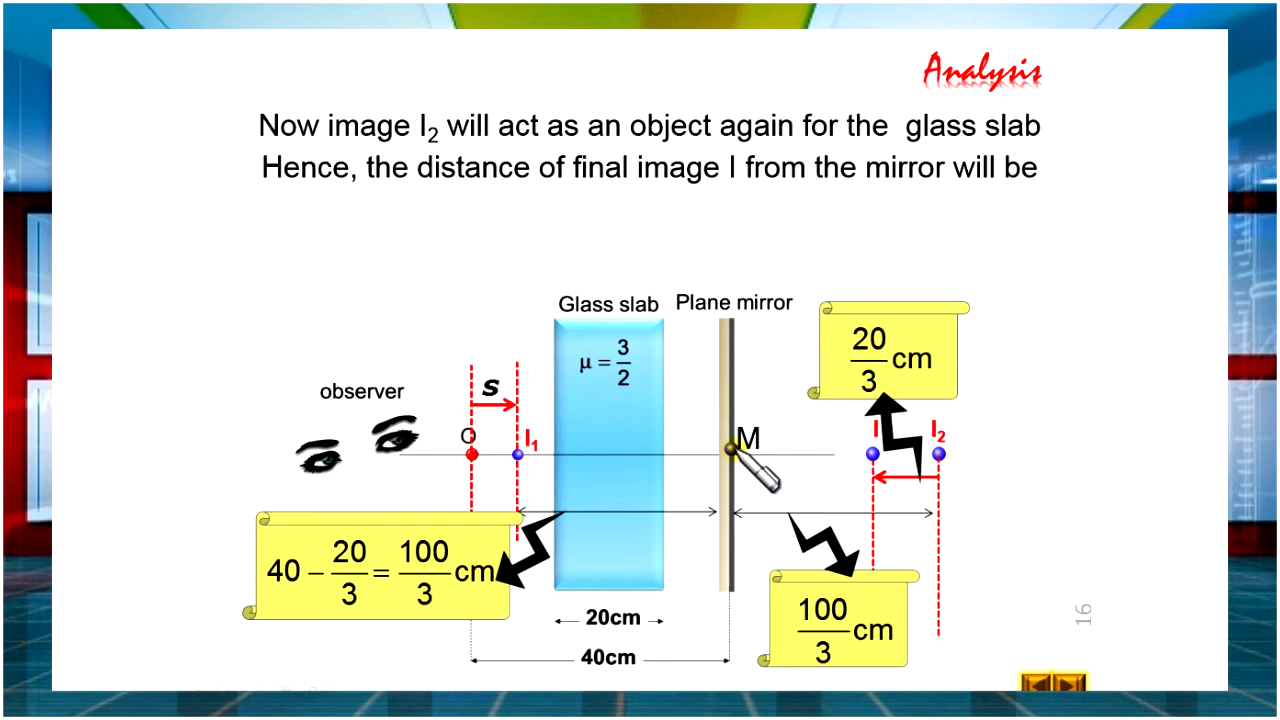 Analysis
Now image I₂ will act as an object again for the glass slab
Hence, the distance of final image I from the mirror will be
Glass slab
Plane mirror
μ = 3/2
20/3 cm
observer
s
O
I₁
M
I
I₂
40 − 20/3 = 100/3 cm
100/3 cm
20cm
40cm
16